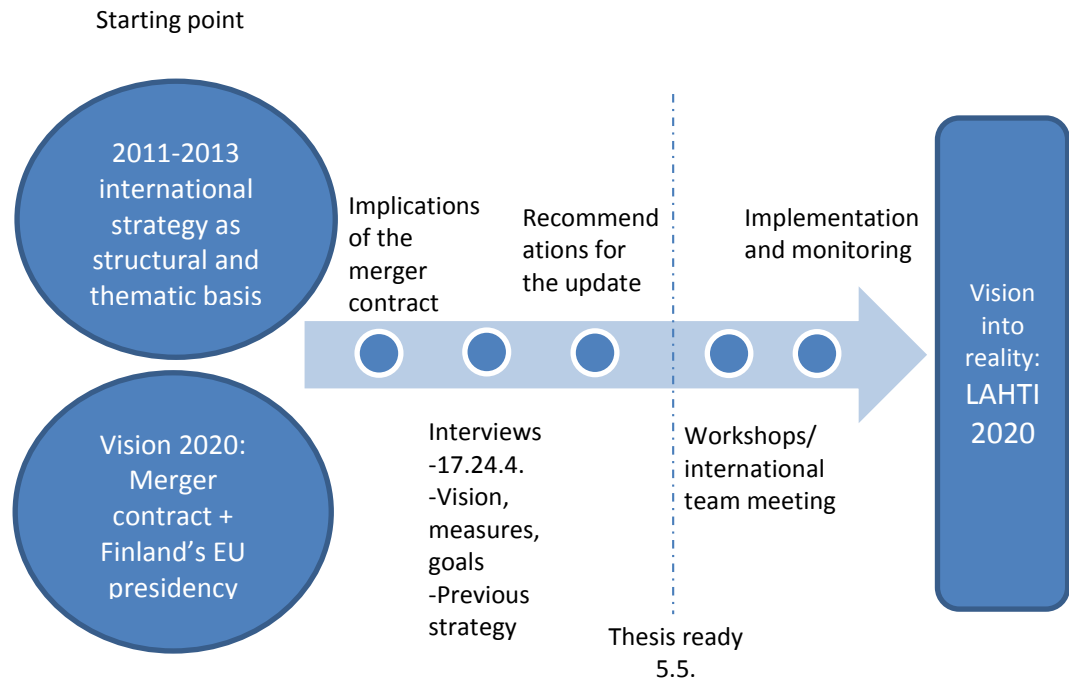 Starting point
2011-2013
international
strategy as
structural and
thematic basis
Vision 2020:
Merger
contract +
Finland's EU
presidency
Implications
of the
merger
contract
Interviews
-17.24.4.
-Vision,
measures,
goals
-Previous
strategy
Recommend
ations for
the update
Thesis ready
5.5.
Workshops/
international
team meeting
Implementation
and monitoring
Vision
into
reality:
LAHTI
2020